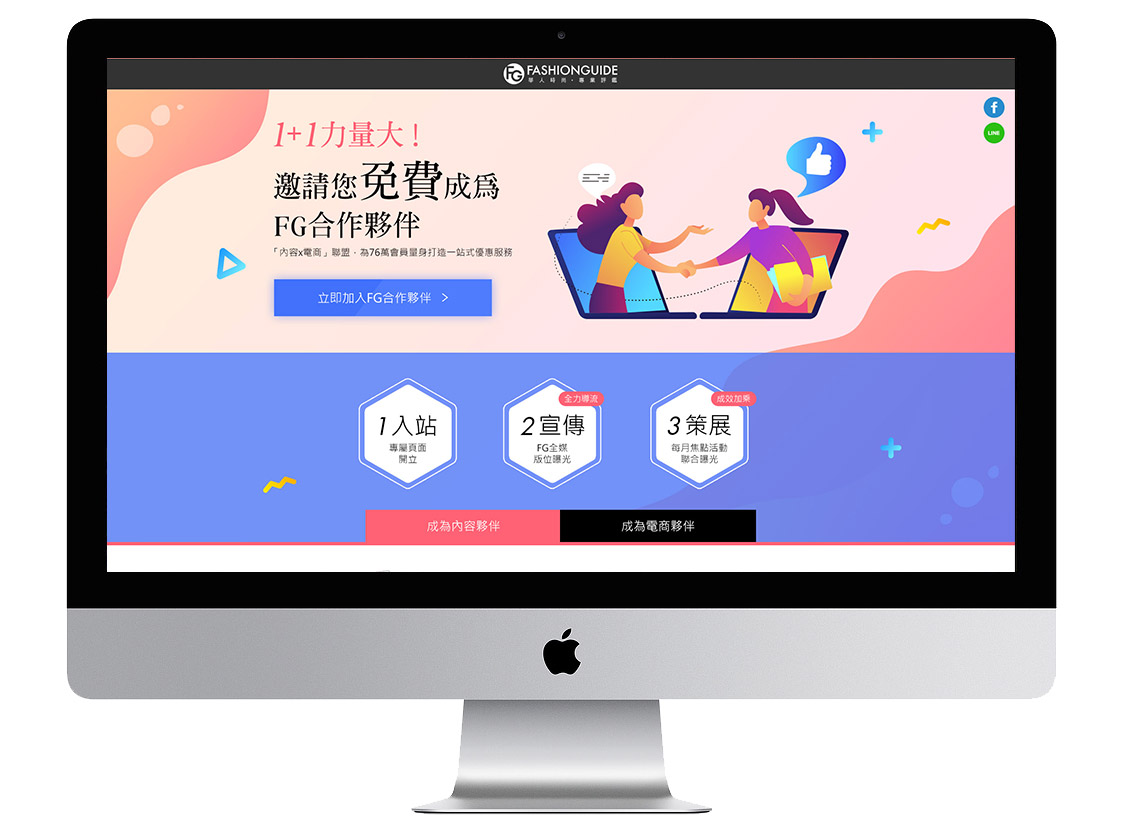 FG FASHIONGUIDE
華人時尚・專業評鑑
1+1力量大！
邀請您免費成爲
FG合作夥伴
「內容x電商」聯盟，為76萬會員量身打造一站式優惠服務
立即加入FG合作夥伴 >
f
LINE
1入站
專屬頁面
開立
全力導流
2宣傳
FG全媒
版位曝光
成效加乘
3策展
每月焦點活動
聯合曝光
成為內容夥伴
成為電商夥伴